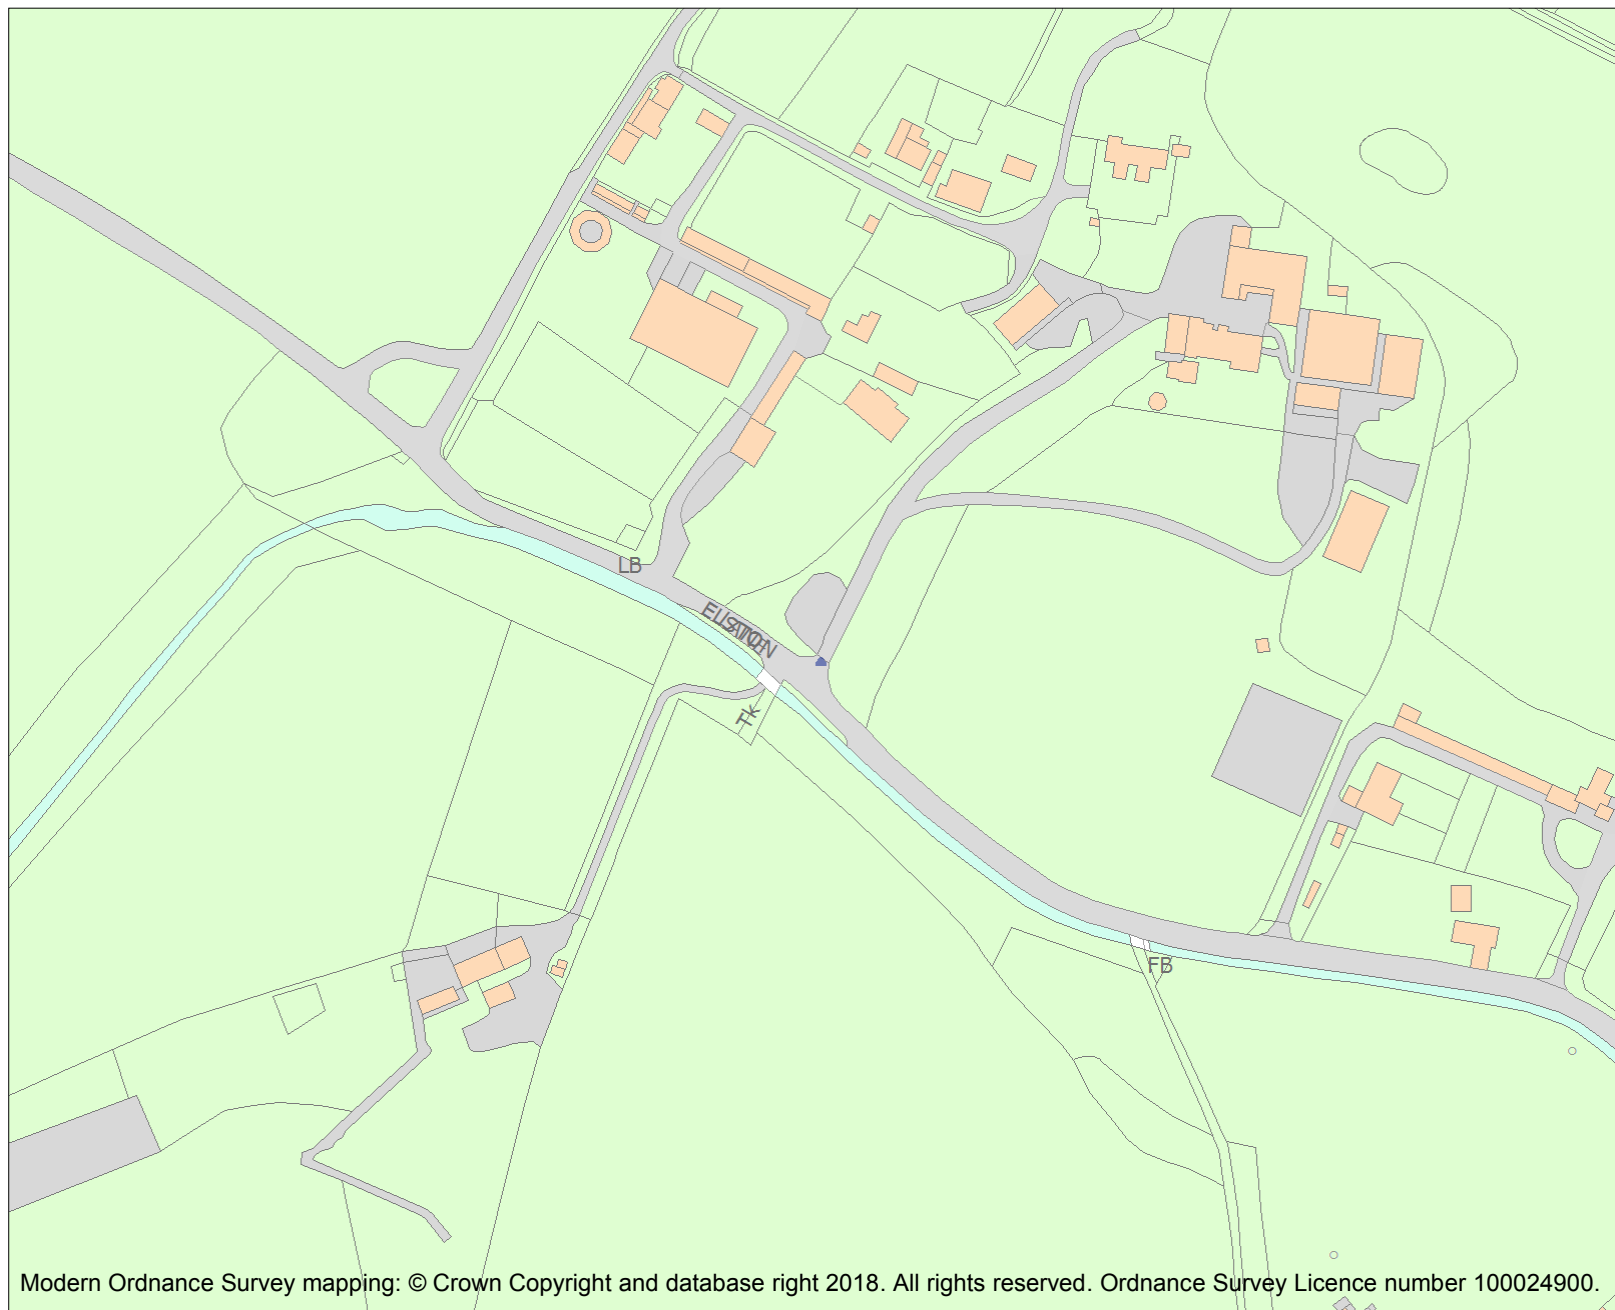 LB
Tk
FB
Modern Ordnance Survey mapping: © Crown Copyright and database right 2018. All rights reserved. Ordnance Survey Licence number 100024900.